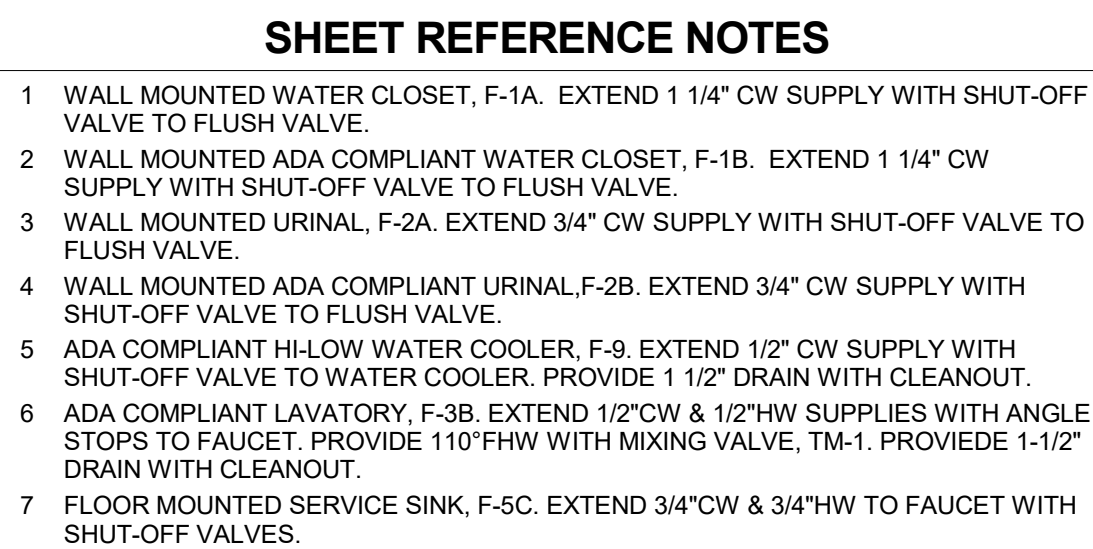 SHEET REFERENCE NOTES
1 WALL MOUNTED WATER CLOSET, F-1A. EXTEND 1 1/4" CW SUPPLY WITH SHUT-OFF
VALVE TO FLUSH VALVE.
2 WALL MOUNTED ADA COMPLIANT WATER CLOSET, F-1B. EXTEND 1 1/4" CW
SUPPLY WITH SHUT-OFF VALVE TO FLUSH VALVE.
3 WALL MOUNTED URINAL, F-2A. EXTEND 3/4" CW SUPPLY WITH SHUT-OFF VALVE TO
FLUSH VALVE.
4 WALL MOUNTED ADA COMPLIANT URINAL,F-2B. EXTEND 3/4" CW SUPPLY WITH
SHUT-OFF VALVE TO FLUSH VALVE.
5 ADA COMPLIANT HI-LOW WATER COOLER, F-9. EXTEND 1/2" CW SUPPLY WITH
SHUT-OFF VALVE TO WATER COOLER. PROVIDE 1 1/2" DRAIN WITH CLEANOUT.
6 ADA COMPLIANT LAVATORY, F-3B. EXTEND 1/2"CW & 1/2"HW SUPPLIES WITH ANGLE
STOPS TO FAUCET. PROVIDE 110°FHW WITH MIXING VALVE, TM-1. PROVIEDE 1-1/2"
DRAIN WITH CLEANOUT.
7 FLOOR MOUNTED SERVICE SINK, F-5C. EXTEND 3/4"CW & 3/4"HW TO FAUCET WITH
SHUT-OFF VALVES.